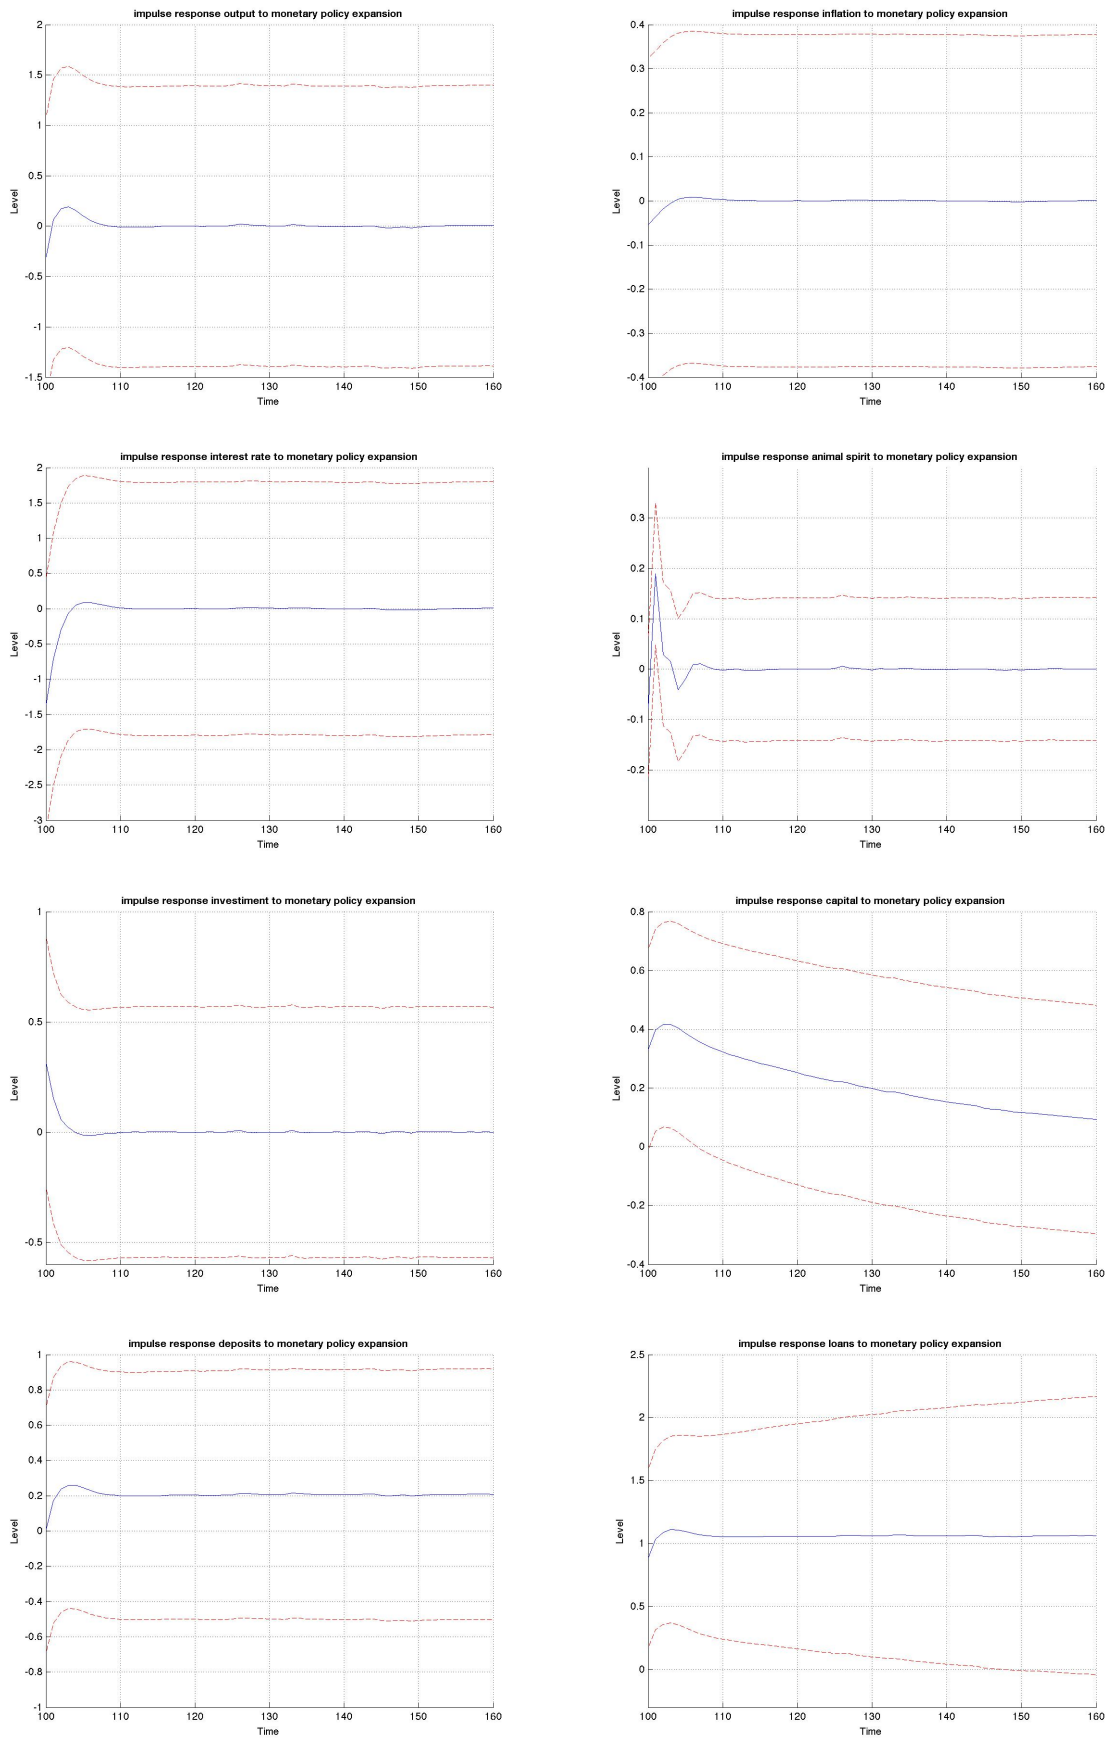 impulse response output to monetary policy expansion
2
1.5
1
0.5
0
-0.5
-1
-1.5
Level
100 110 120 130 140 150 160
Time
impulse response inflation to monetary policy expansion
0.4
0.3
0.2
0.1
0
-0.1
-0.2
-0.3
-0.4
Level
100 110 120 130 140 150 160
Time
impulse response interest rate to monetary policy expansion
2
1.5
1
0.5
0
-0.5
-1
-1.5
-2
-2.5
-3
Level
100 110 120 130 140 150 160
Time
impulse response animal spirit to monetary policy expansion
0.3
0.2
0.1
0
-0.1
-0.2
Level
100 110 120 130 140 150 160
Time
impulse response investiment to monetary policy expansion
1
0.5
0
-0.5
Level
100 110 120 130 140 150 160
Time
impulse response capital to monetary policy expansion
0.8
0.6
0.4
0.2
0
-0.2
-0.4
Level
100 110 120 130 140 150 160
Time
impulse response deposits to monetary policy expansion
1
0.8
0.6
0.4
0.2
0
-0.2
-0.4
-0.6
-0.8
-1
Level
100 110 120 130 140 150 160
Time
impulse response loans to monetary policy expansion
2.5
2
1.5
1
0.5
0
Level
100 110 120 130 140 150 160
Time